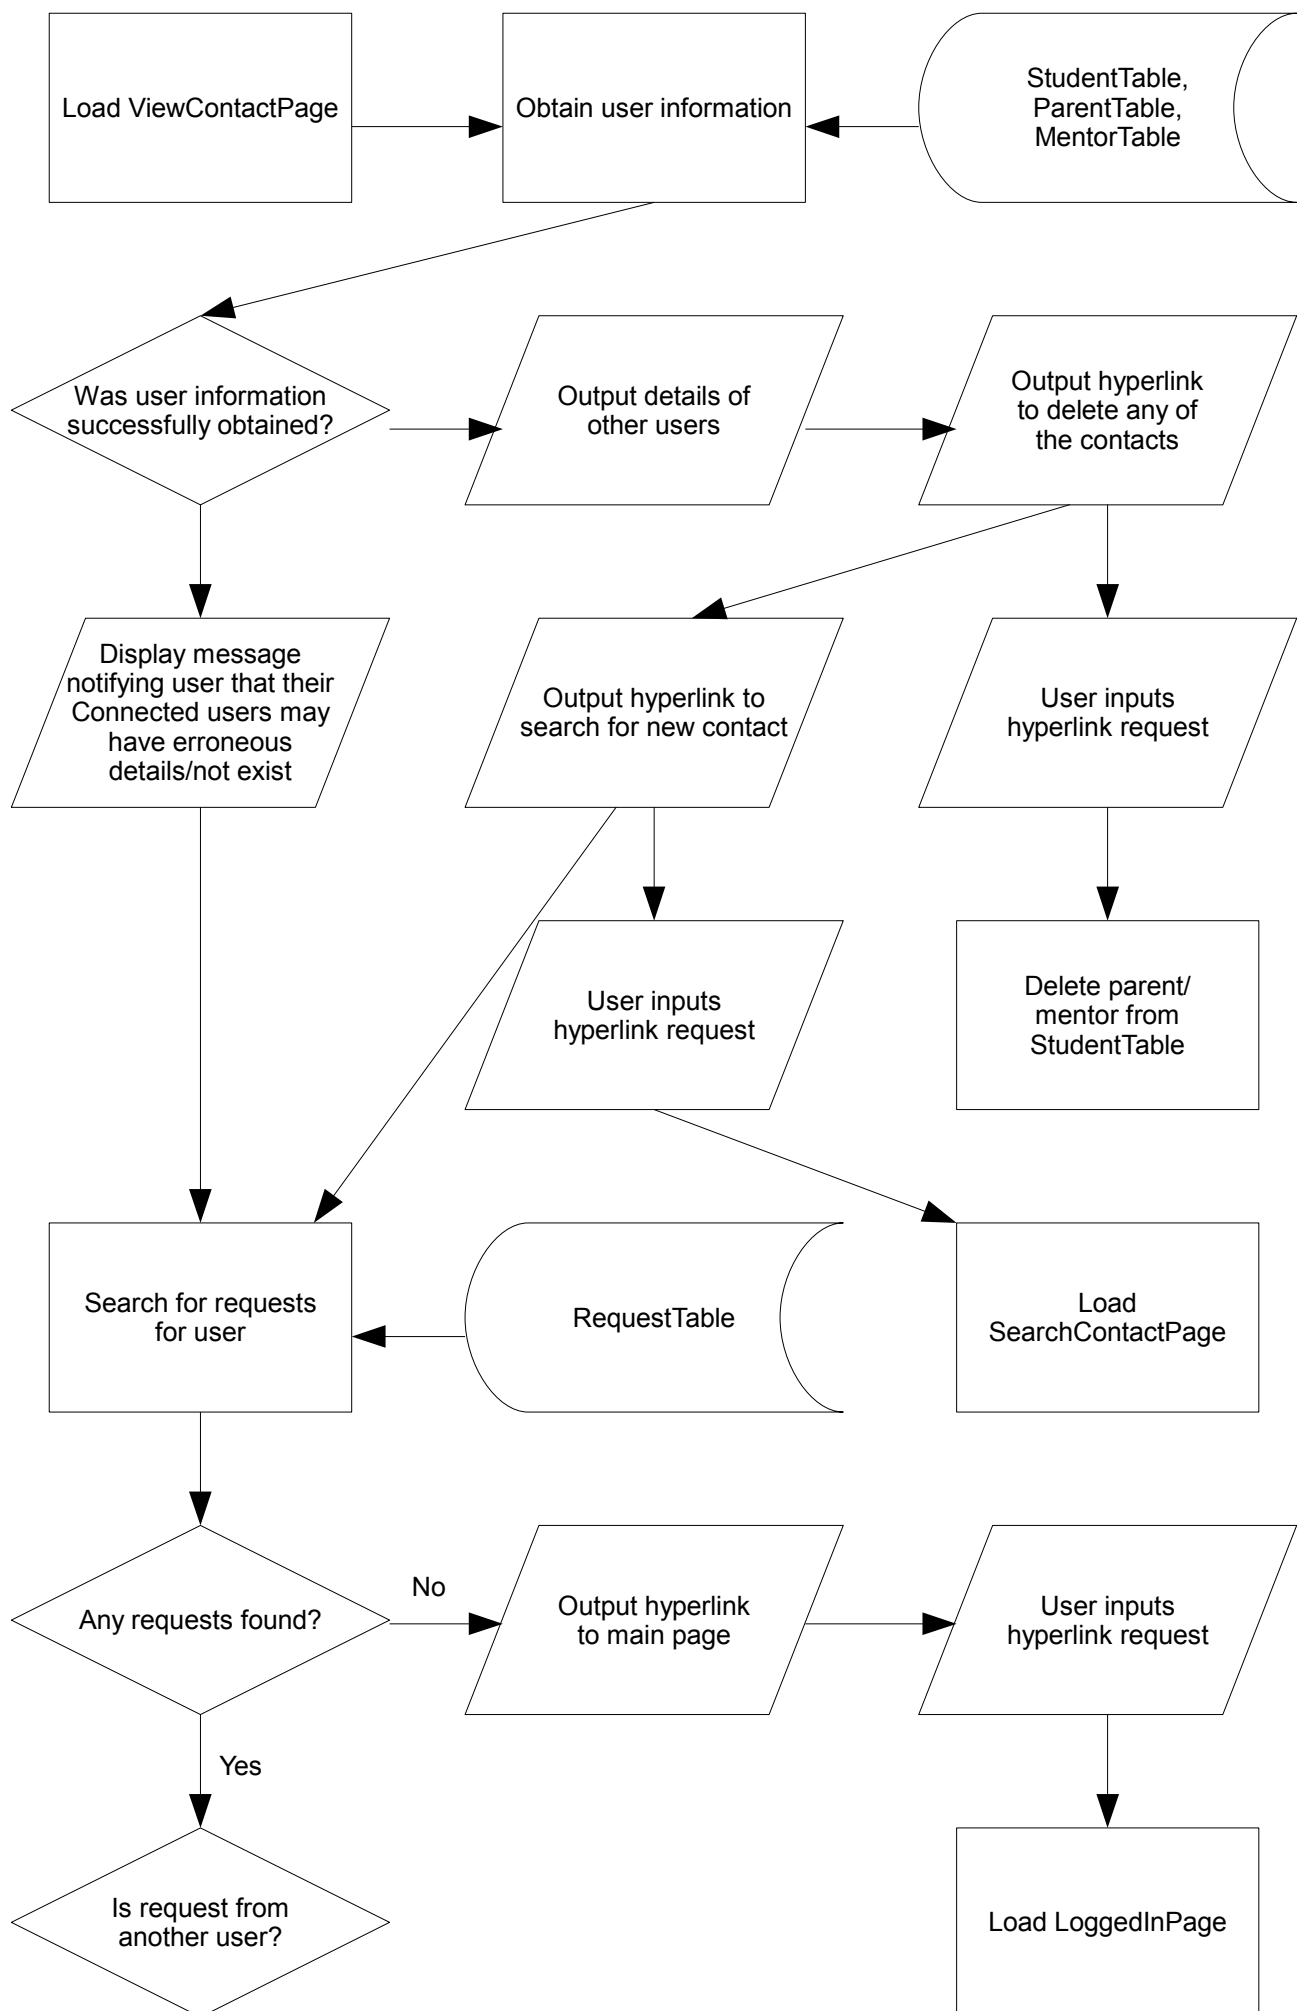 Load ViewContactPage
Obtain user information
StudentTable,
ParentTable,
MentorTable
Was user information
successfully obtained?
Output details of
other users
Output hyperlink
to delete any of
the contacts
Display message
notifying user that their
Connected users may
have erroneous
details/not exist
Output hyperlink to
search for new contact
User inputs
hyperlink request
User inputs
hyperlink request
Delete parent/
mentor from
StudentTable
Search for requests
for user
RequestTable
Load
SearchContactPage
Any requests found?
No
Output hyperlink
to main page
User inputs
hyperlink request
Yes
Is request from
another user?
Load LoggedInPage